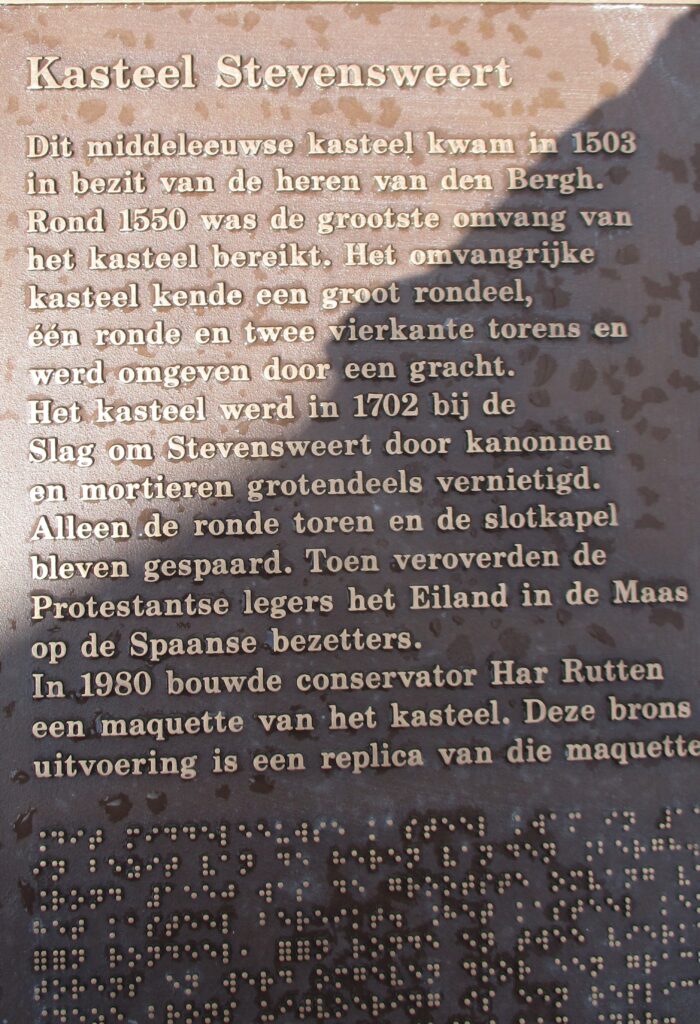 Kasteel Stevensweert
Dit middeleeuwse kasteel kwam in 1503
in bezit van de heren van den Bergh.
Rond 1550 was de grootste omvang van
het kasteel bereikt. Het omvangrijke
kasteel kende een groot rondeel,
één ronde en twee vierkante torens en
werd omgeven door een gracht.
Het kasteel werd in 1702 bij de
Slag om Stevensweert door kanonnen
en mortieren grotendeels vernietigd.
Alleen de ronde toren en de slotkapel
bleven gespaard. Toen veroverden de
Protestantse legers het Eiland in de Maas
op de Spaanse bezetters.
In 1980 bouwde conservator Har Rutten
een maquette van het kasteel. Deze brons
uitvoering is een replica van die maquette